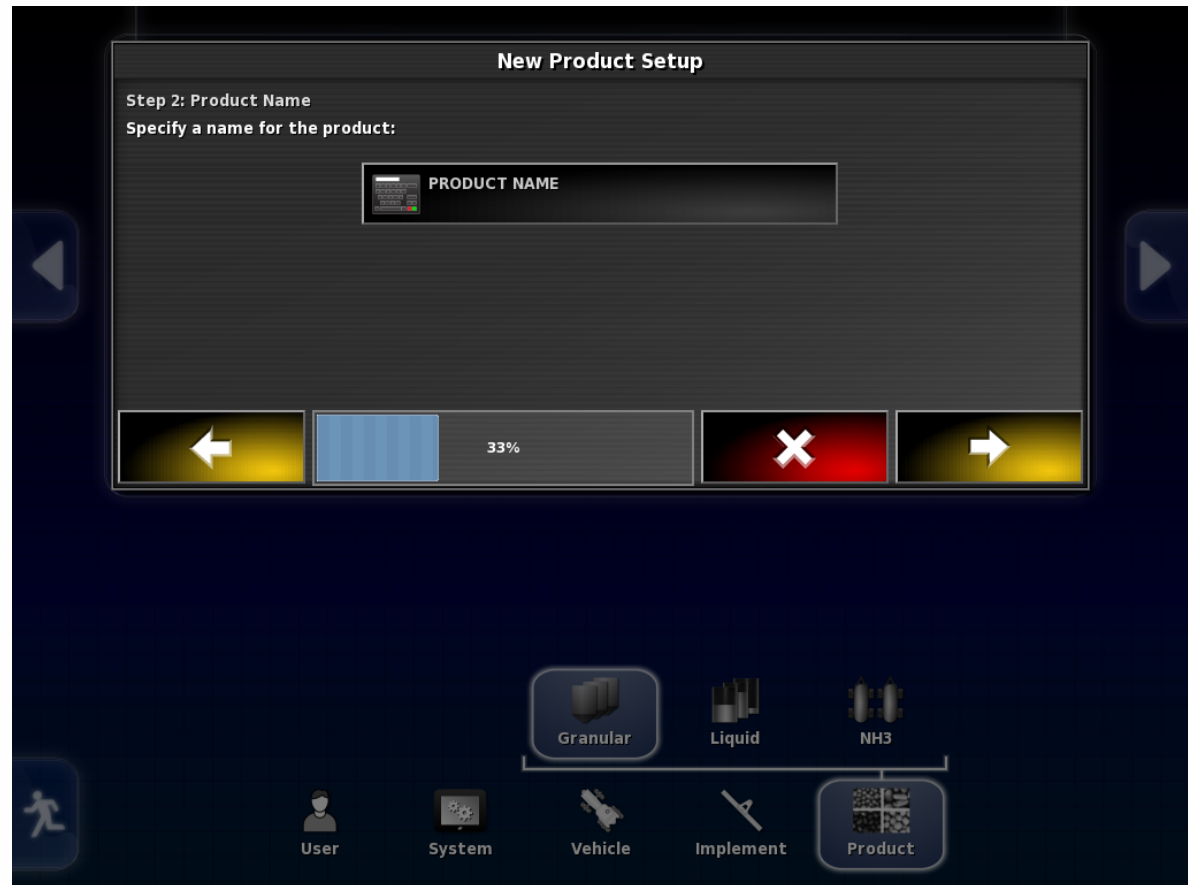 New Product Setup
Step 2: Product Name
Specify a name for the product:
PRODUCT NAME
33%
Granular
Liquid
NH3
User
System
Vehicle
Implement
Product